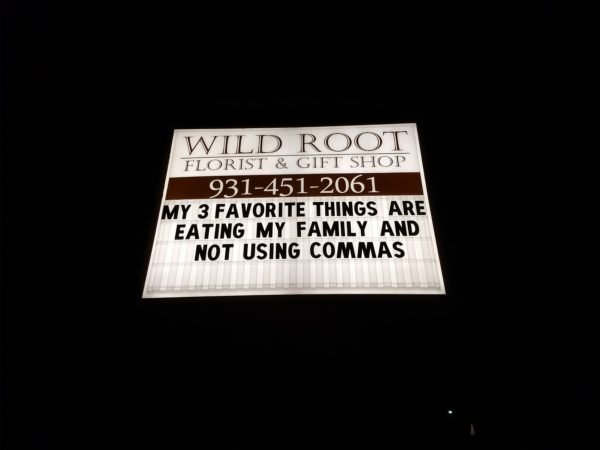 WILD ROOT
FLORIST & GIFT SHOP
931-451-2061
MY 3 FAVORITE THINGS ARE
EATING MY FAMILY AND
NOT USING COMMAS